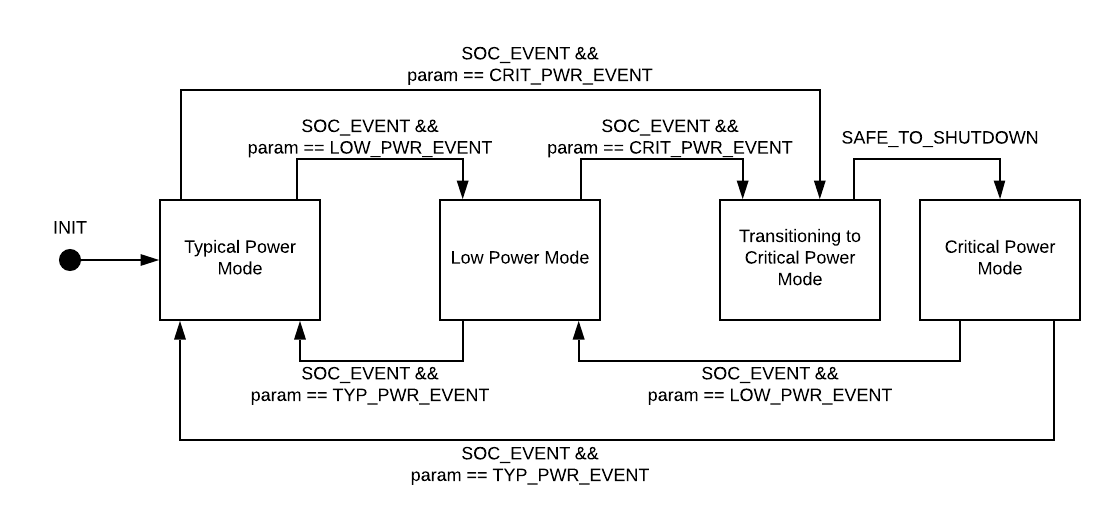 SOC_EVENT &&
param == CRIT_PWR_EVENT
SOC_EVENT &&
param == LOW_PWR_EVENT
SOC_EVENT &&
param == CRIT_PWR_EVENT
SAFE_TO_SHUTDOWN
INIT
Typical Power
Mode
Low Power Mode
Transitioning to
Critical Power
Mode
Critical Power
Mode
SOC_EVENT &&
param == TYP_PWR_EVENT
SOC_EVENT &&
param == LOW_PWR_EVENT
SOC_EVENT &&
param == TYP_PWR_EVENT